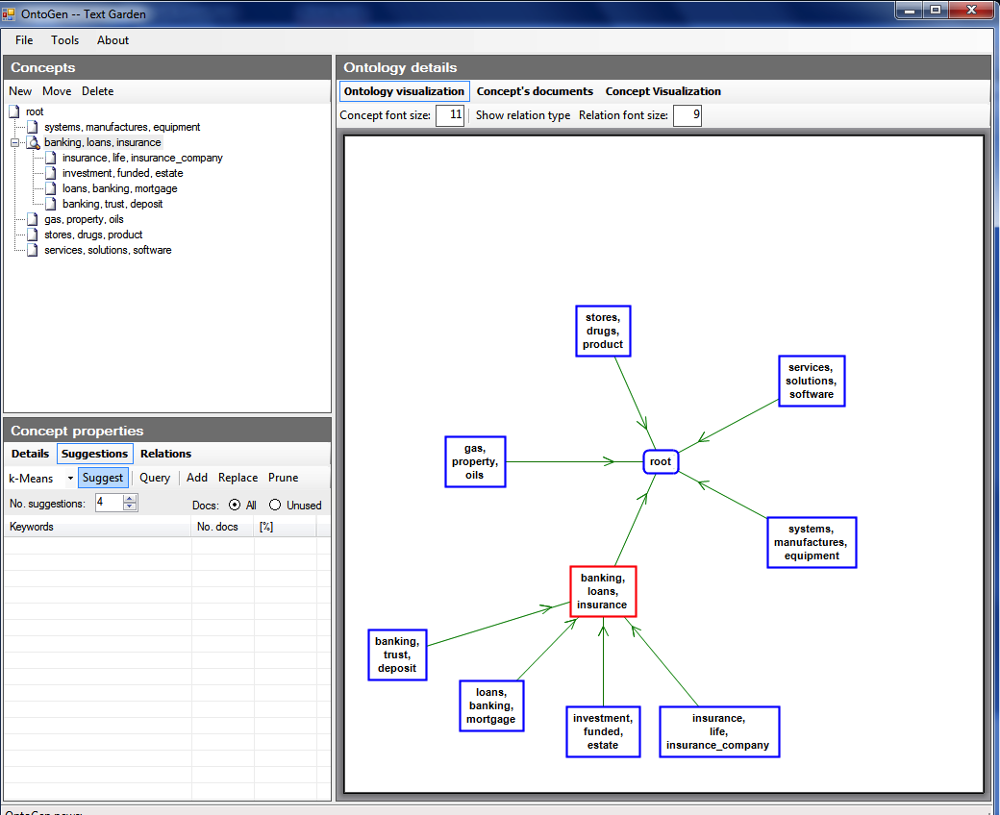 OntoGen -- Text Garden
File Tools About
Concepts
New Move Delete
root
systems, manufactures, equipment
banking, loans, insurance
insurance, life, insurance_company
investment, funded, estate
loans, banking, mortgage
banking, trust, deposit
gas, property, oils
stores, drugs, product
services, solutions, software
Concept properties
Details Suggestions Relations
k-Means Suggest Query Add Replace Prune
No. suggestions: 4 Docs: All Unused
Keywords No. docs [%]
Ontology details
Ontology visualization Concept's documents Concept Visualization
Concept font size: 11 Show relation type Relation font size: 9
stores,
drugs,
product
services,
solutions,
software
gas,
property,
oils
root
systems,
manufactures,
equipment
banking,
loans,
insurance
banking,
trust,
deposit
loans,
banking,
mortgage
investment,
funded,
estate
insurance,
life,
insurance_company
OntoGen news: